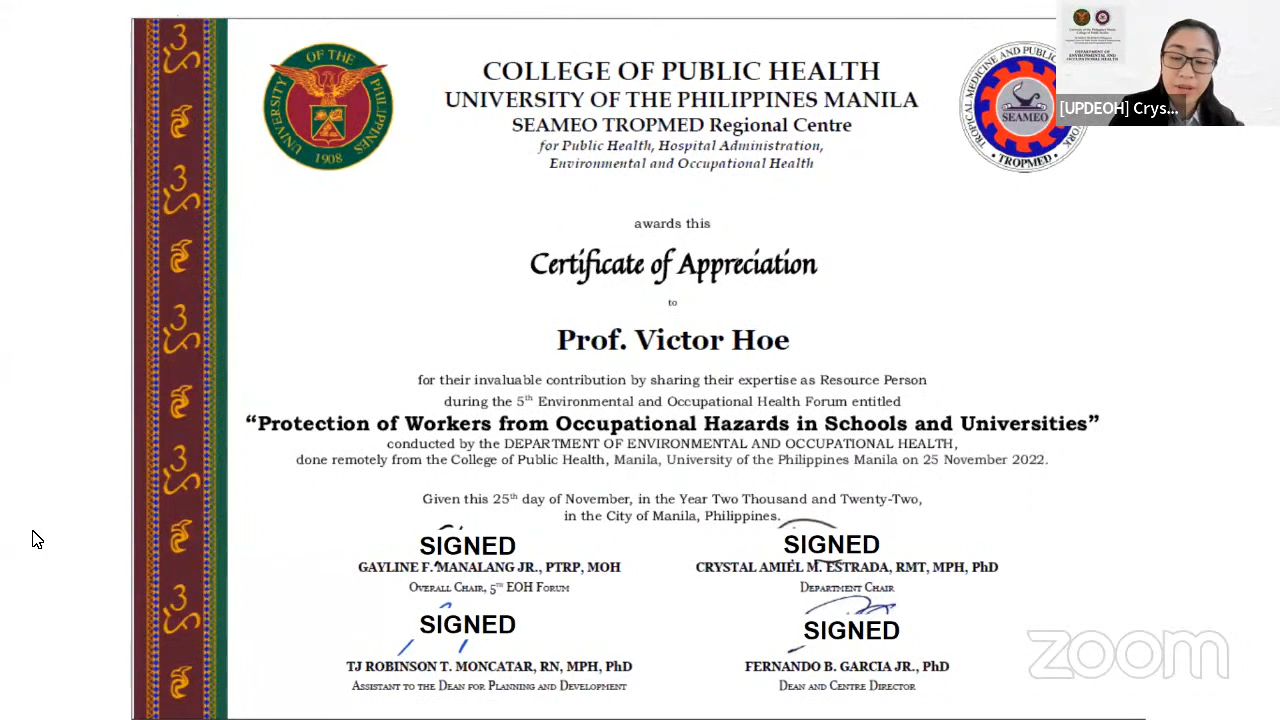 COLLEGE OF PUBLIC HEALTH
UNIVERSITY OF THE PHILIPPINES MANILA
SEAMEO TROPMED Regional Centre
for Public Health, Hospital Administration,
Environmental and Occupational Health
UNIVERSITY OF THE PHILIPPINES
1908
TROPICAL MEDICINE AND PUBLIC
SEAMEO
• TROPMED •
[UPDEOH] Crys...
awards this
Certificate of Appreciation
to
Prof. Victor Hoe
for their invaluable contribution by sharing their expertise as Resource Person
during the 5th Environmental and Occupational Health Forum entitled
“Protection of Workers from Occupational Hazards in Schools and Universities”
conducted by the DEPARTMENT OF ENVIRONMENTAL AND OCCUPATIONAL HEALTH,
done remotely from the College of Public Health, Manila, University of the Philippines Manila on 25 November 2022.
Given this 25th day of November, in the Year Two Thousand and Twenty-Two,
in the City of Manila, Philippines.
SIGNED SIGNED
GAYLINE F. MANALANG JR., PTRP, MOH CRYSTAL AMIEL M. ESTRADA, RMT, MPH, PhD
Overall Chair, 5th EOH Forum Department Chair
SIGNED SIGNED
TJ ROBINSON T. MONCATAR, RN, MPH, PhD FERNANDO B. GARCIA JR., PhD
Assistant to the Dean for Planning and Development Dean and Centre Director
zoom